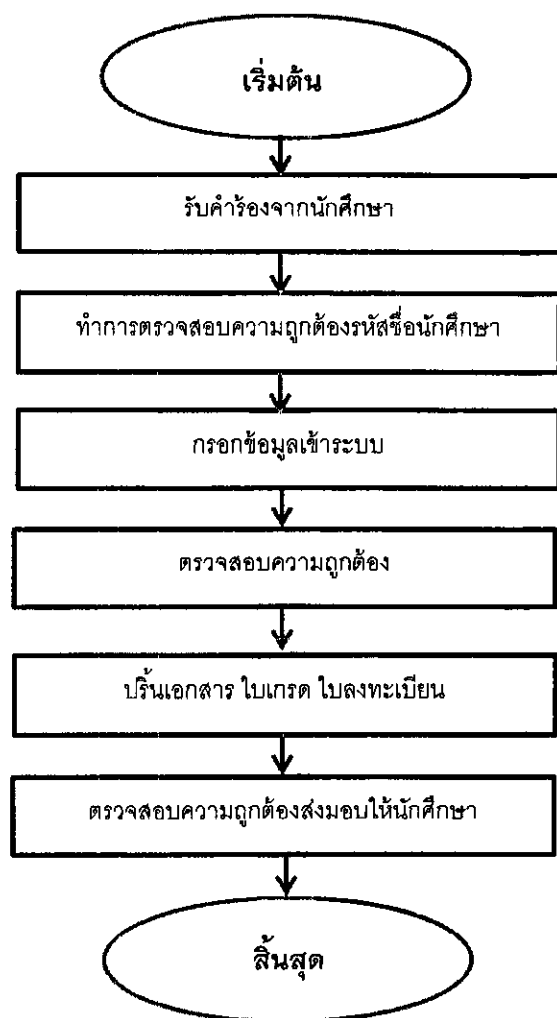 เริ่มต้น
รับคำร้องจากนักศึกษา
ทำการตรวจสอบความถูกต้องรหัสชื่อนักศึกษา
กรอกข้อมูลเข้าระบบ
ตรวจสอบความถูกต้อง
ปริ้นเอกสาร ใบเกรด ใบลงทะเบียน
ตรวจสอบความถูกต้องส่งมอบให้นักศึกษา
สิ้นสุด